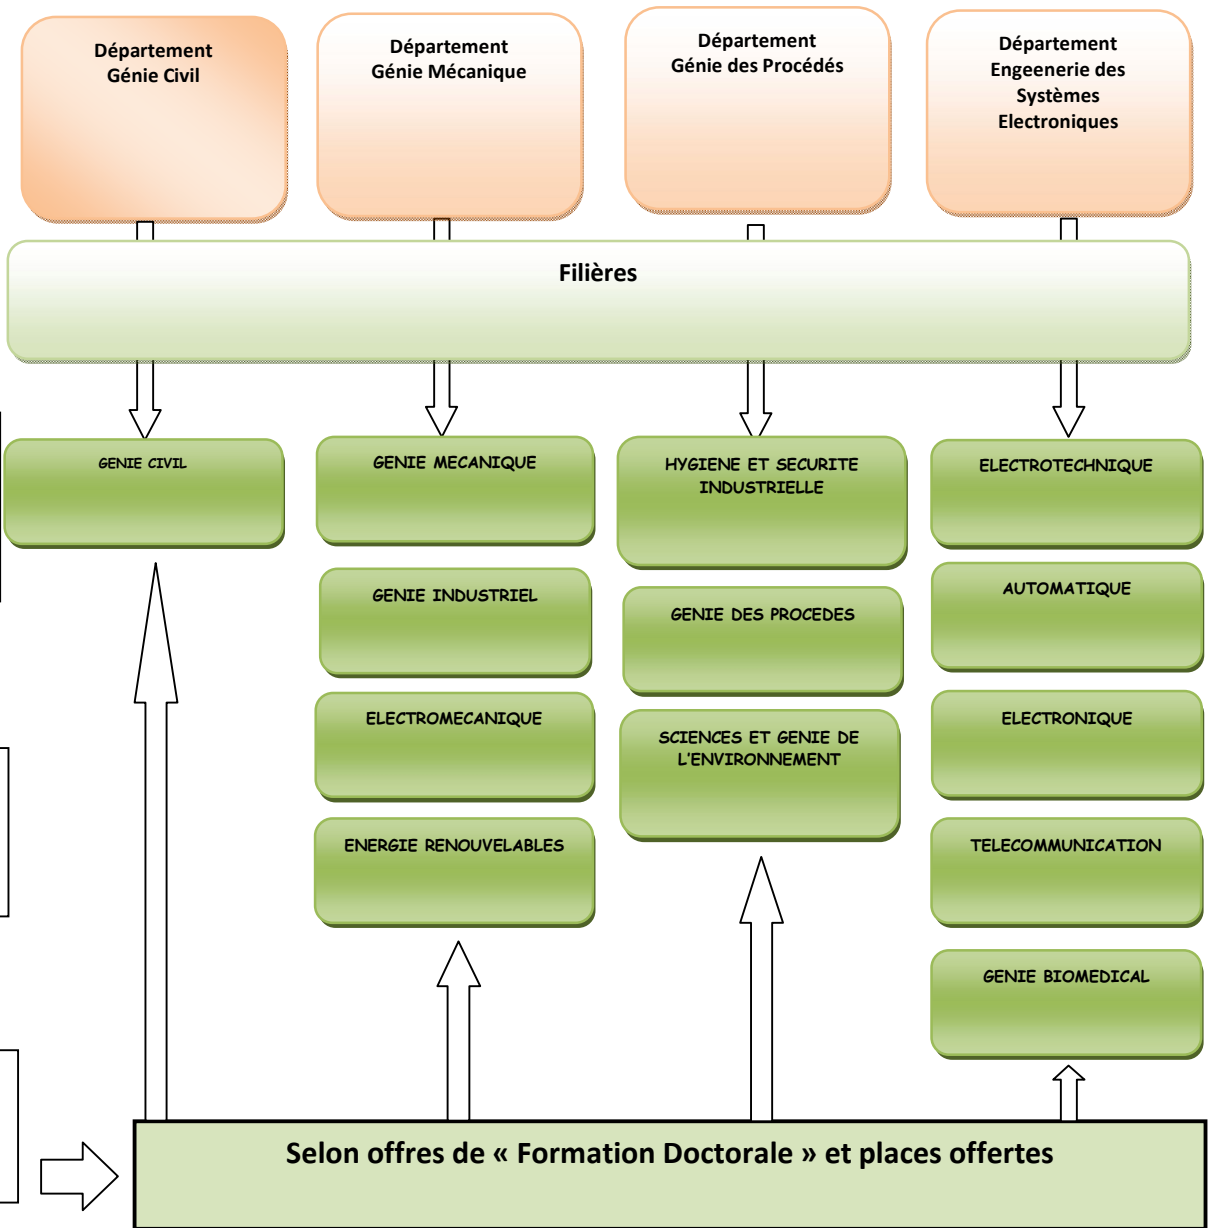 Département
Génie Civil
Département
Génie Mécanique
Département
Génie des Procédés
Département
Engeenerie des
Systèmes
Electroniques
Filières
GENIE CIVIL
GENIE MECANIQUE
GENIE INDUSTRIEL
ELECTROMECANIQUE
ENERGIE RENOUVELABLES
HYGIENE ET SECURITE
INDUSTRIELLE
GENIE DES PROCEDES
SCIENCES ET GENIE DE
L'ENVIRONNEMENT
ELECTROTECHNIQUE
AUTOMATIQUE
ELECTRONIQUE
TELECOMMUNICATION
GENIE BIOMEDICAL
Selon offres de « Formation Doctorale » et places offertes